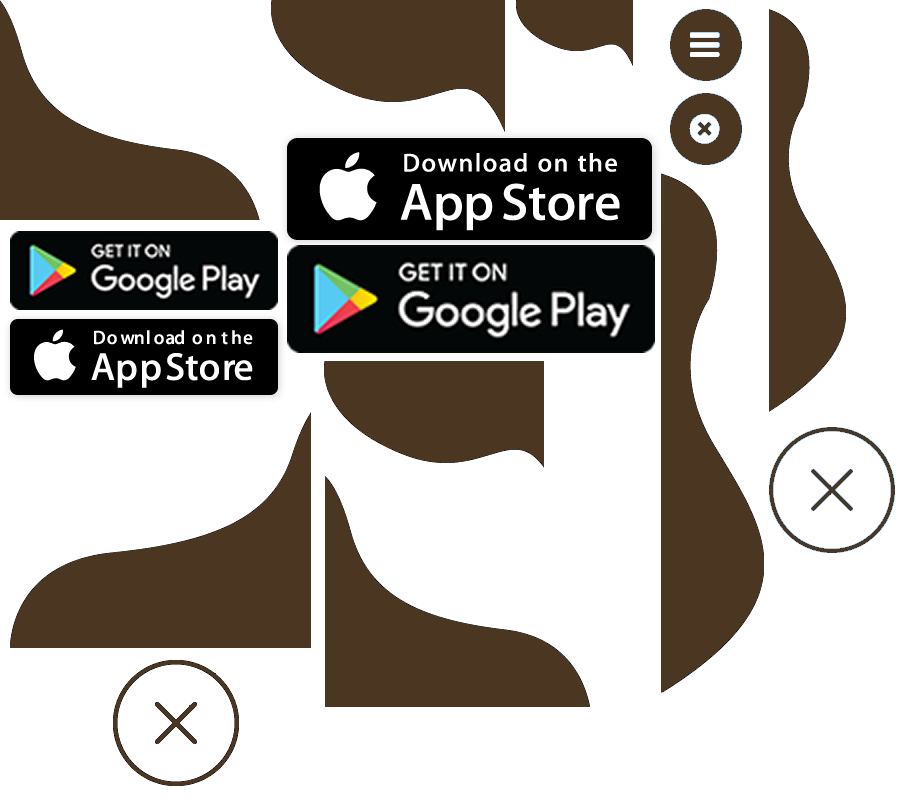 Download on the
App Store
GET IT ON
Google Play
GET IT ON
Google Play
Download on the
App Store